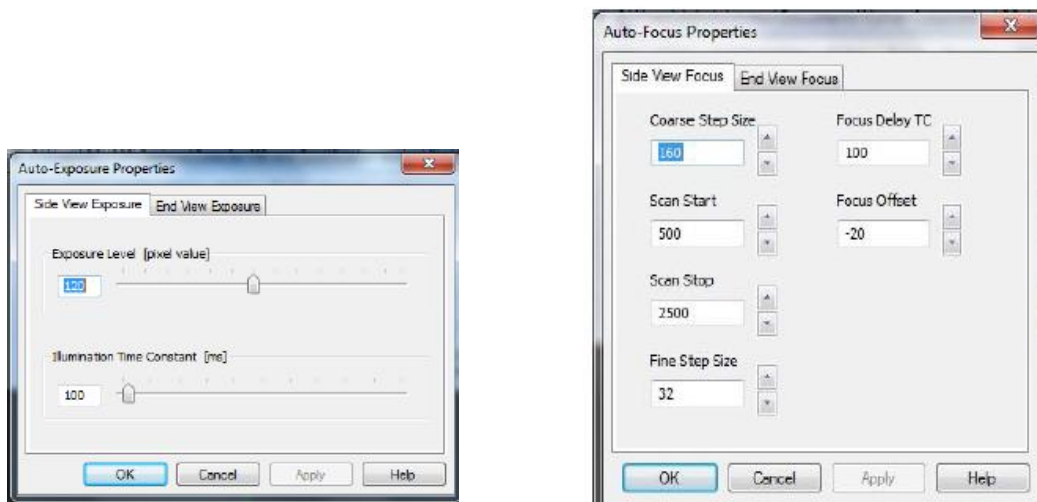 Auto-Exposure Properties
Side View Exposure End View Exposure
Exposure Level [pixel value]
120
Illumination Time Constant [ms]
100
OK Cancel Apply Help
Auto-Focus Properties
Side View Focus End View Focus
Coarse Step Size Focus Delay TC
160 100
Scan Start Focus Offset
500 -20
Scan Stop
2500
Fine Step Size
32
OK Cancel Apply Help